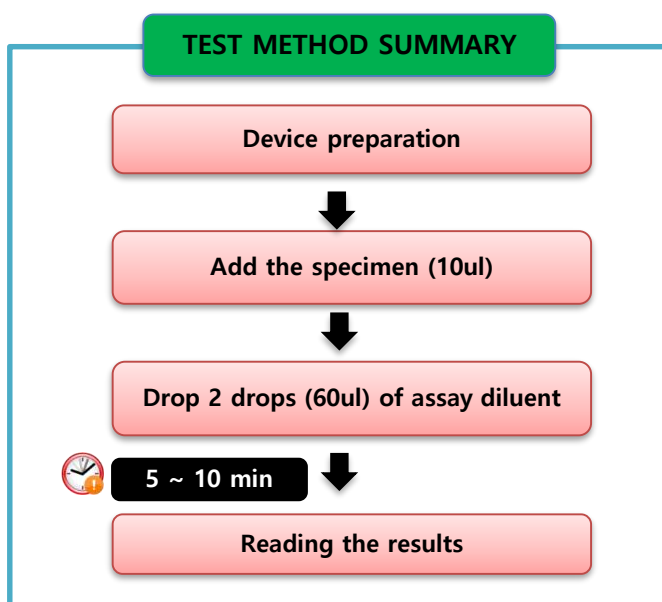 TEST METHOD SUMMARY
Device preparation
Add the specimen (10ul)
Drop 2 drops (60ul) of assay diluent
5 ~ 10 min
Reading the results